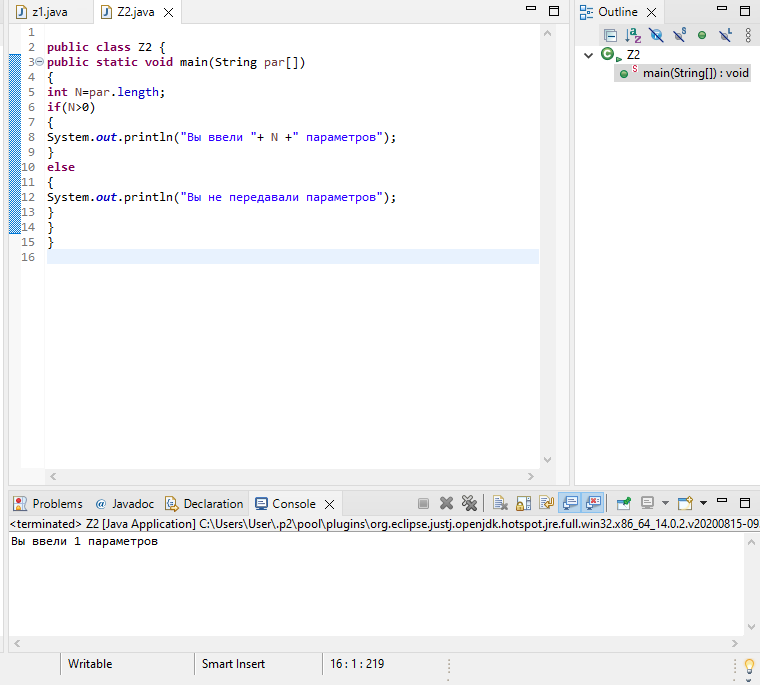 z1.java Z2.java Outline
1
2 public class Z2 {
3 public static void main(String par[])
4 {
5 int N=par.length;
6 if(N>0)
7 {
8 System.out.println("Вы ввели "+ N +" параметров");
9 }
10 else
11 {
12 System.out.println("Вы не передавали параметров");
13 }
14 }
15 }
16
Z2
main(String[]) : void
Problems @ Javadoc Declaration Console
<terminated> Z2 [Java Application] C:\Users\User\.p2\pool\plugins\org.eclipse.justj.openjdk.hotspot.jre.full.win32.x86_64_14.0.2.v20200815-09
Вы ввели 1 параметров
Writable Smart Insert 16 : 1 : 219